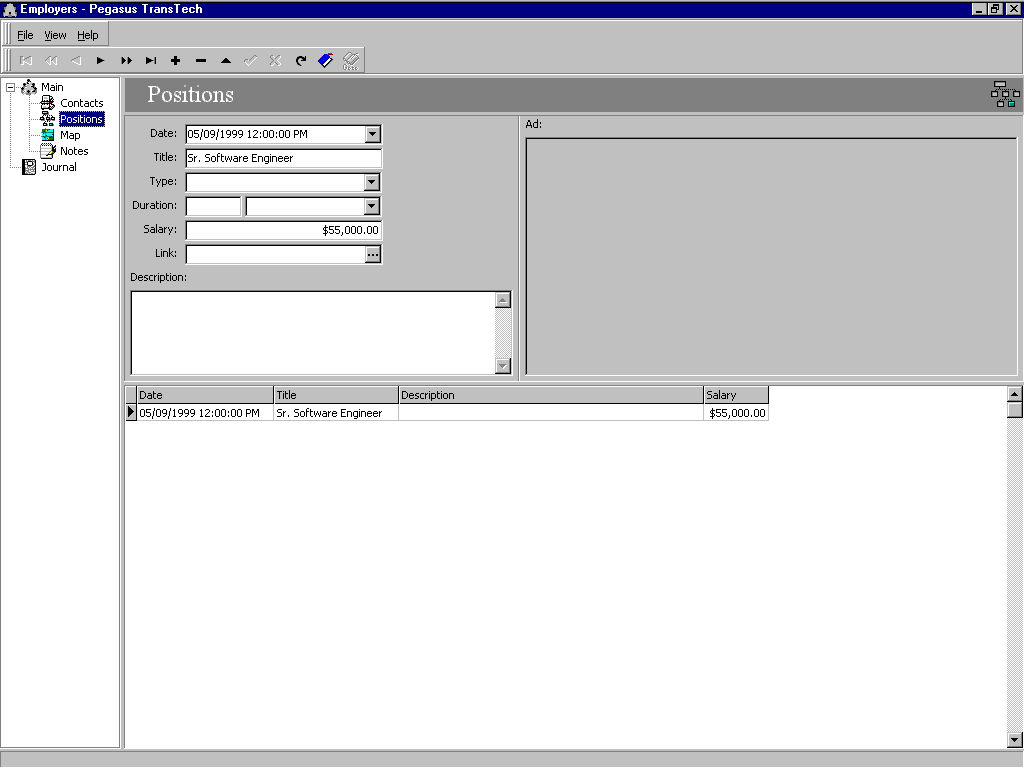 Employers - Pegasus TransTech
File View Help
Main
Contacts
Positions
Map
Notes
Journal
Positions
Date: 05/09/1999 12:00:00 PM
Title: Sr. Software Engineer
Type:
Duration:
Salary: $55,000.00
Link:
Description:
Ad:
Date Title Description Salary
05/09/1999 12:00:00 PM Sr. Software Engineer $55,000.00